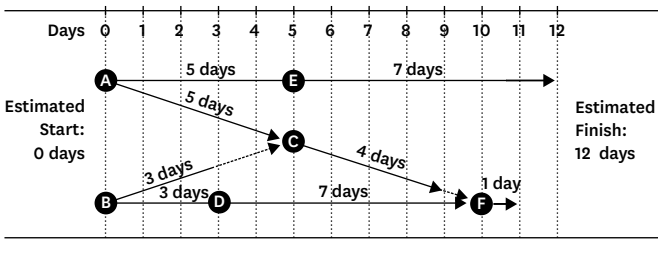 Days 0 1 2 3 4 5 6 7 8 9 10 11 12
5 days 7 days
A E
5 days
Estimated
Start:
0 days
Estimated
Finish:
12 days
C
4 days
3 days
3 days 7 days 1 day
B D F